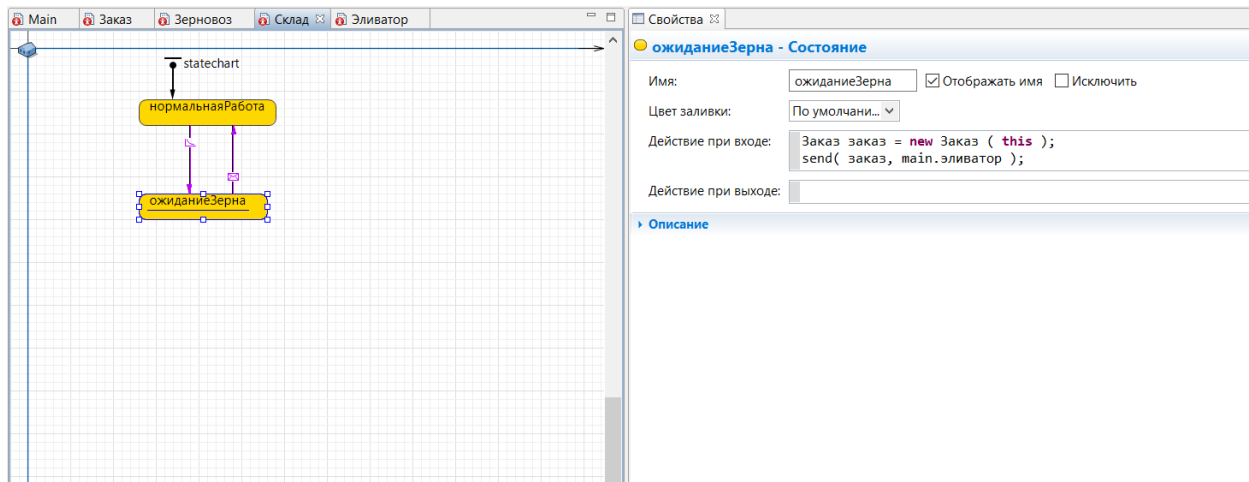 Main
Заказ
Зерновоз
Склад
Эливатор
statechart
нормальнаяРабота
ожиданиеЗерна
Свойства
ожиданиеЗерна - Состояние
Имя: ожиданиеЗерна Отображать имя Исключить
Цвет заливки: По умолчани...
Действие при входе: Заказ заказ = new Заказ ( this );
send( заказ, main.эливатор );
Действие при выходе:
Описание